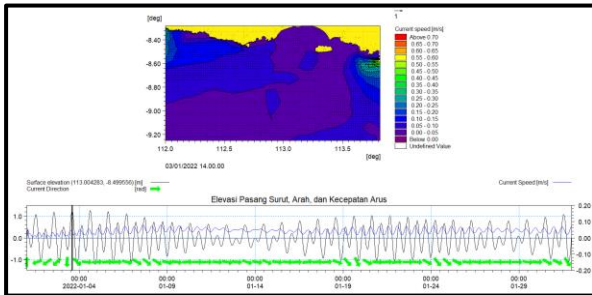 [deg]
1
-8.40
-8.60
-8.80
-9.00
-9.20
112.0
112.5
113.0
113.5
[deg]
03/01/2022 14.00.00
Current speed [m/s]
Above 0.70
0.65 - 0.70
0.60 - 0.65
0.55 - 0.60
0.50 - 0.55
0.45 - 0.50
0.40 - 0.45
0.35 - 0.40
0.30 - 0.35
0.25 - 0.30
0.20 - 0.25
0.15 - 0.20
0.10 - 0.15
0.05 - 0.10
0.00 - 0.05
Below 0.00
Undefined Value
Surface elevation (113.004283, -8.499556) [m]
Current Direction [rad]
Current Speed [m/s]
Elevasi Pasang Surut, Arah, dan Kecepatan Arus
1.0
0.0
-1.0
0.20
0.10
0.00
-0.10
-0.20
00:00
2022-01-04
00:00
01-09
00:00
01-14
00:00
01-19
00:00
01-24
00:00
01-29